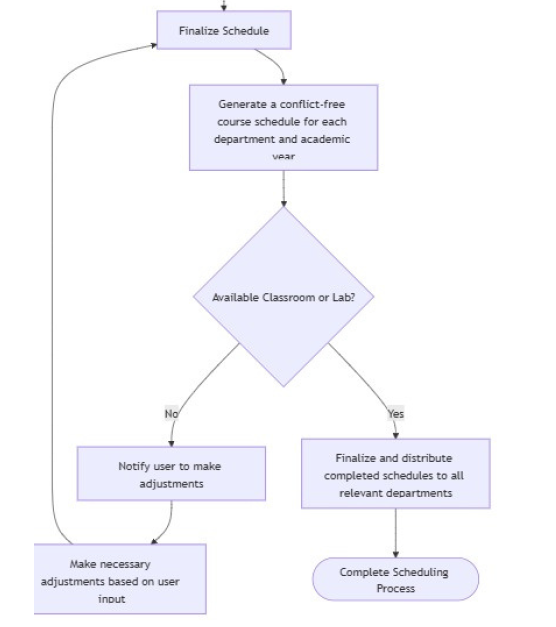 Finalize Schedule
Generate a conflict-free
course schedule for each
department and academic
year
Available Classroom or Lab?
No
Yes
Notify user to make
adjustments
Finalize and distribute
completed schedules to all
relevant departments
Make necessary
adjustments based on user
input
Complete Scheduling
Process